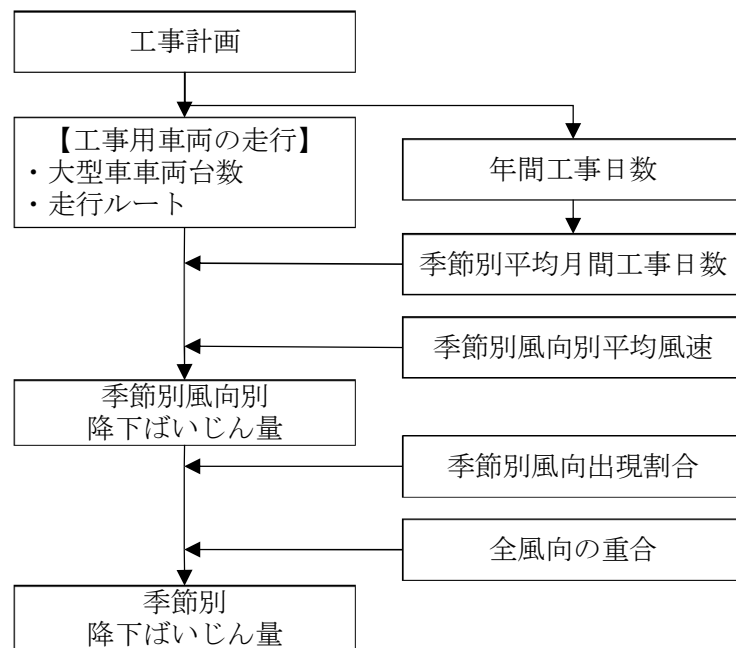 工事計画
【工事用車両の走行】
・大型車車両台数
・走行ルート
年間工事日数
季節別平均月間工事日数
季節別風向別平均風速
季節別風向別
降下ばいじん量
季節別風向出現割合
全風向の重合
季節別
降下ばいじん量